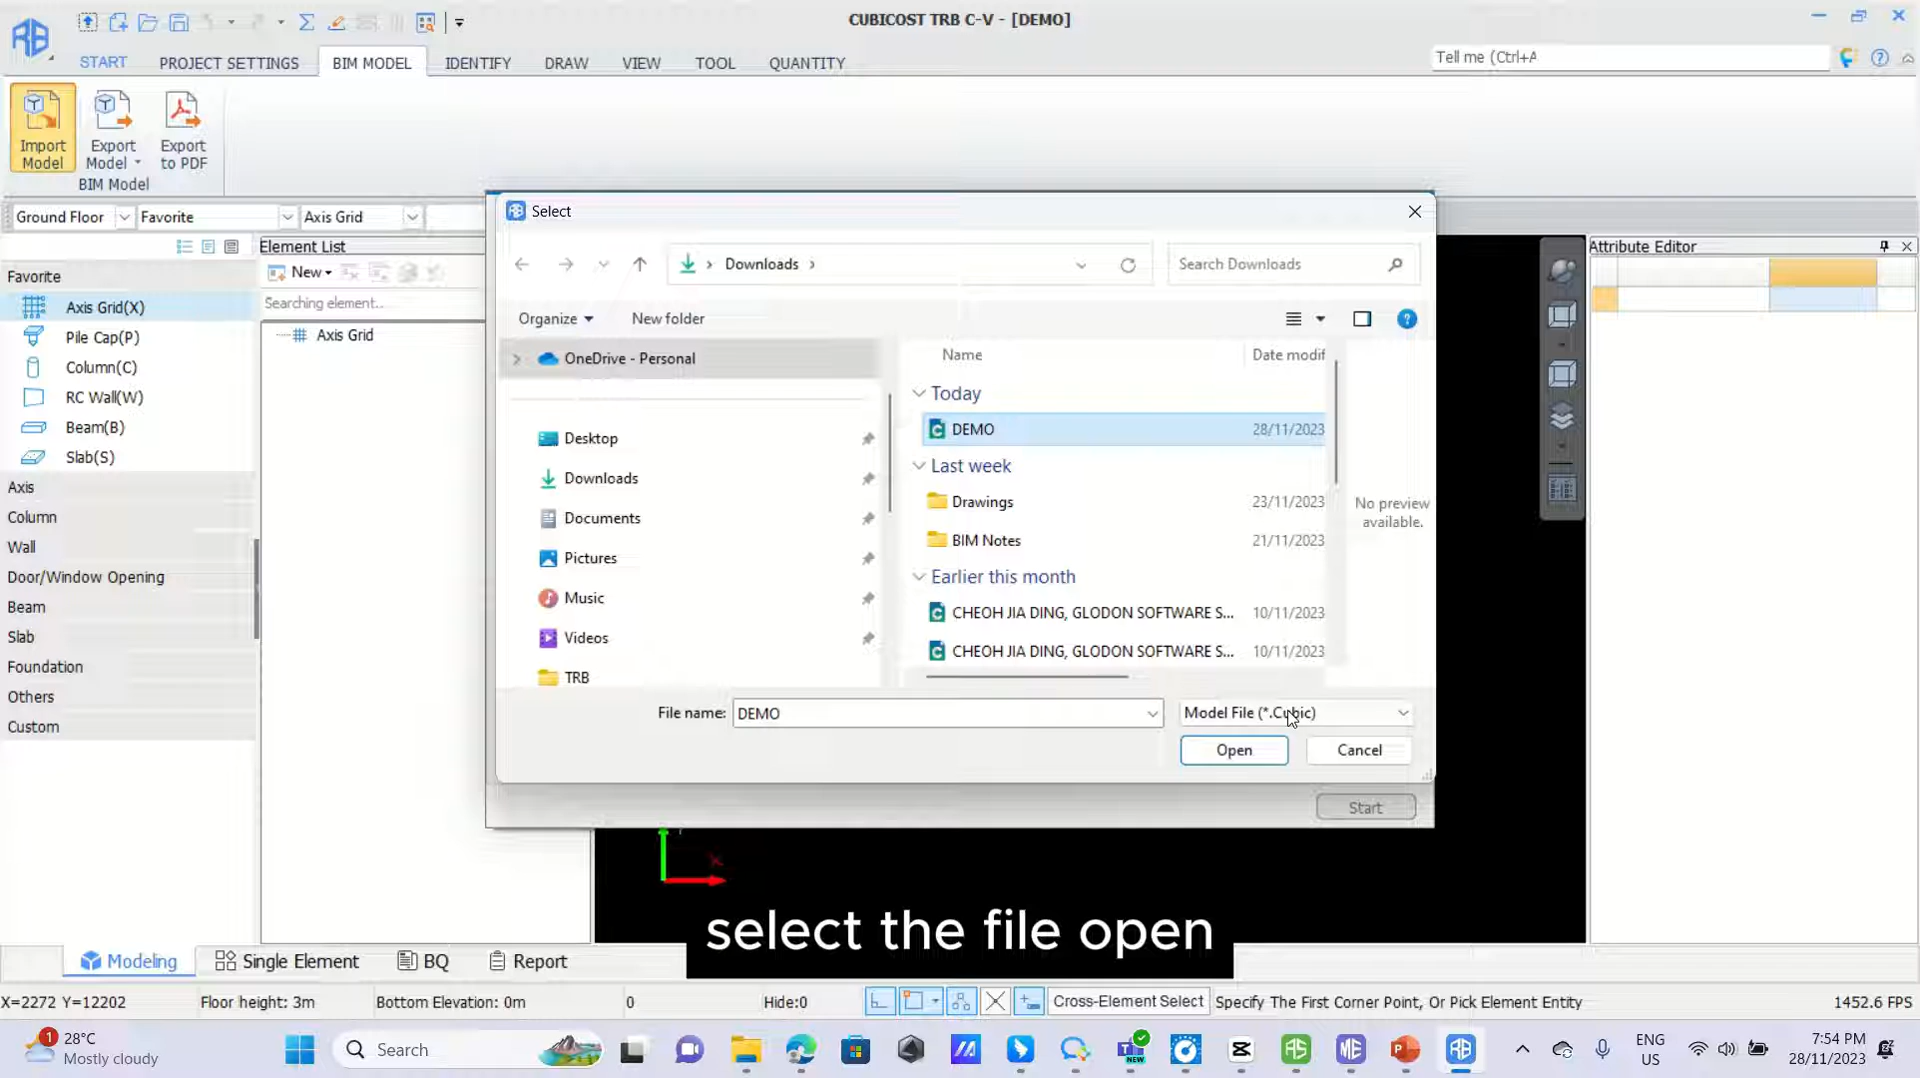 CUBICOST TRB C-V - [DEMO]
START
PROJECT SETTINGS
BIM MODEL
IDENTIFY
DRAW
VIEW
TOOL
QUANTITY
Tell me (Ctrl+A
Import Model
Export Model
Export to PDF
BIM Model
Ground Floor
Favorite
Axis Grid
Element List
New
Searching element...
Axis Grid
Favorite
Axis Grid(X)
Pile Cap(P)
Column(C)
RC Wall(W)
Beam(B)
Slab(S)
Axis
Column
Wall
Door/Window Opening
Beam
Slab
Foundation
Others
Custom
Select
Downloads
Search Downloads
Organize
New folder
OneDrive - Personal
Desktop
Downloads
Documents
Pictures
Music
Videos
TRB
Name
Date modif
Today
DEMO 28/11/2023
Last week
Drawings 23/11/2023
BIM Notes 21/11/2023
Earlier this month
CHEOH JIA DING, GLODON SOFTWARE S... 10/11/2023
CHEOH JIA DING, GLODON SOFTWARE S... 10/11/2023
No preview available.
File name: DEMO
Model File (*.Cubic)
Open
Cancel
Start
Attribute Editor
select the file open
Modeling
Single Element
BQ
Report
X=2272 Y=12202
Floor height: 3m
Bottom Elevation: 0m
0
Hide:0
Cross-Element Select
Specify The First Corner Point, Or Pick Element Entity
1452.6 FPS
1
28°C
Mostly cloudy
Search
NEW
ENG
US
7:54 PM
28/11/2023